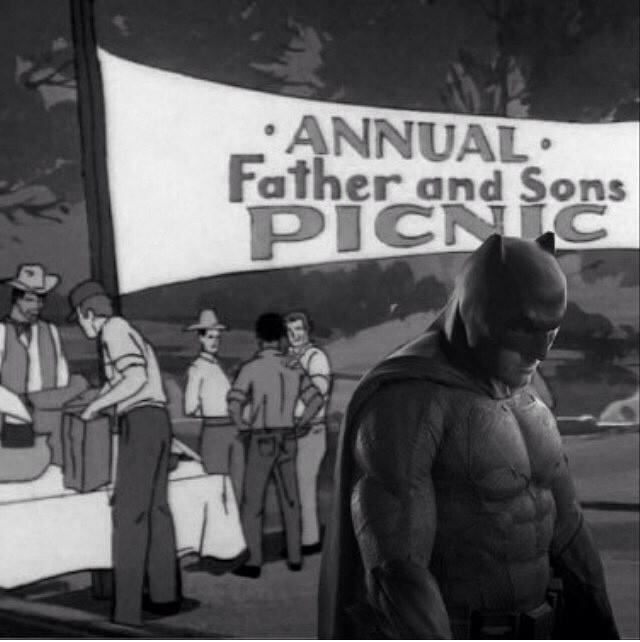 • ANNUAL •
Father and Sons
PICNIC